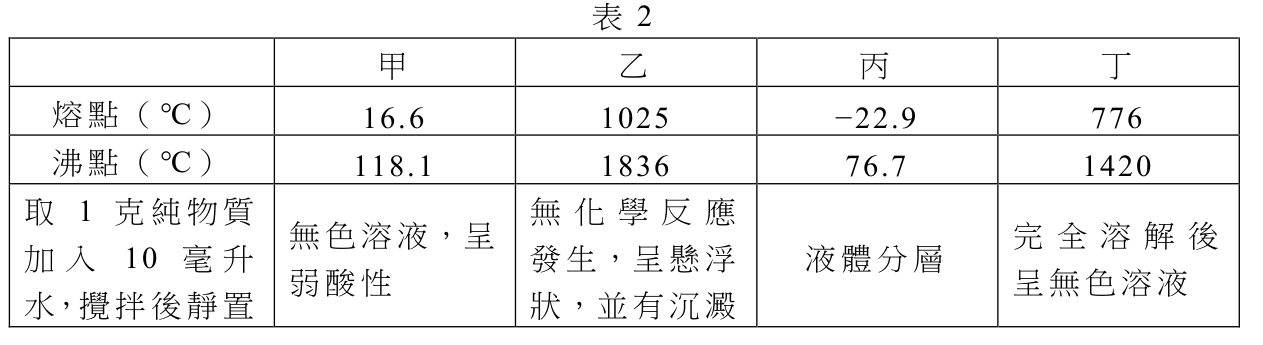 表 2
甲 乙 丙 丁
熔點（℃） 16.6 1025 −22.9 776
沸點（℃） 118.1 1836 76.7 1420
取 1 克純物質
加入 10 毫升
水，攪拌後靜置
無色溶液，呈
弱酸性
無化學反應
發生，呈懸浮
狀，並有沉澱
液體分層
完全溶解後
呈無色溶液